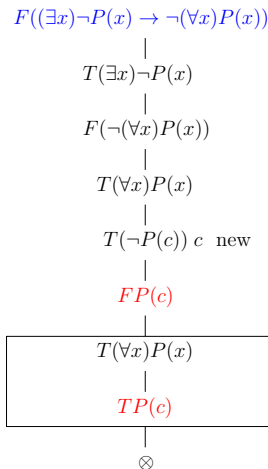 F((∃x)¬P(x) → ¬(∀x)P(x))
T(∃x)¬P(x)
F(¬(∀x)P(x))
T(∀x)P(x)
T(¬P(c)) c new
FP(c)
T(∀x)P(x)
TP(c)
⊗